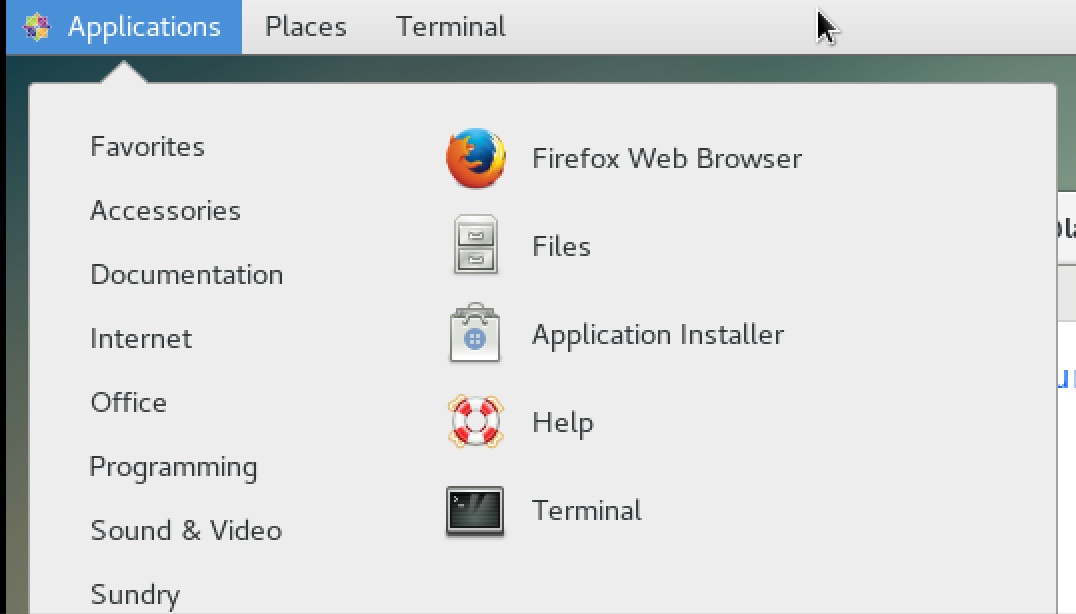 Applications Places Terminal
Favorites
Accessories
Documentation
Internet
Office
Programming
Sound & Video
Sundry
Firefox Web Browser
Files
Application Installer
Help
Terminal